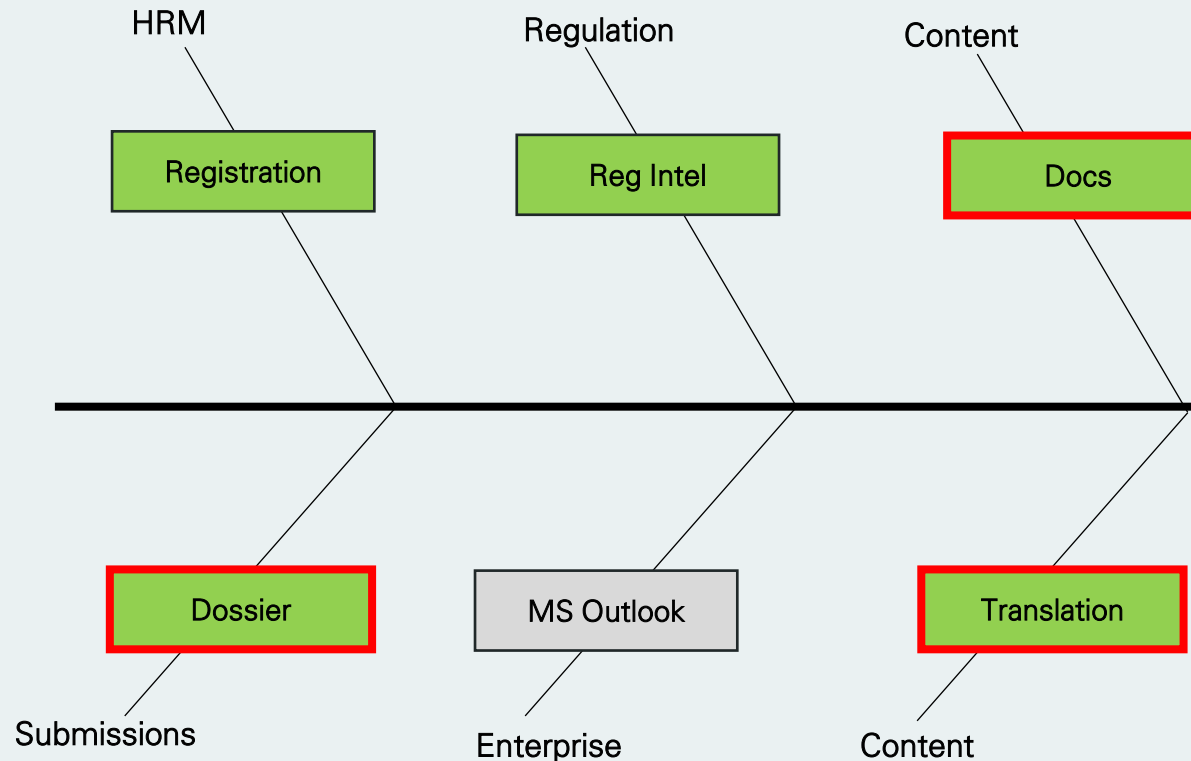 HRM
Regulation
Content
Registration
Reg Intel
Docs
Dossier
MS Outlook
Translation
Submissions
Enterprise
Content